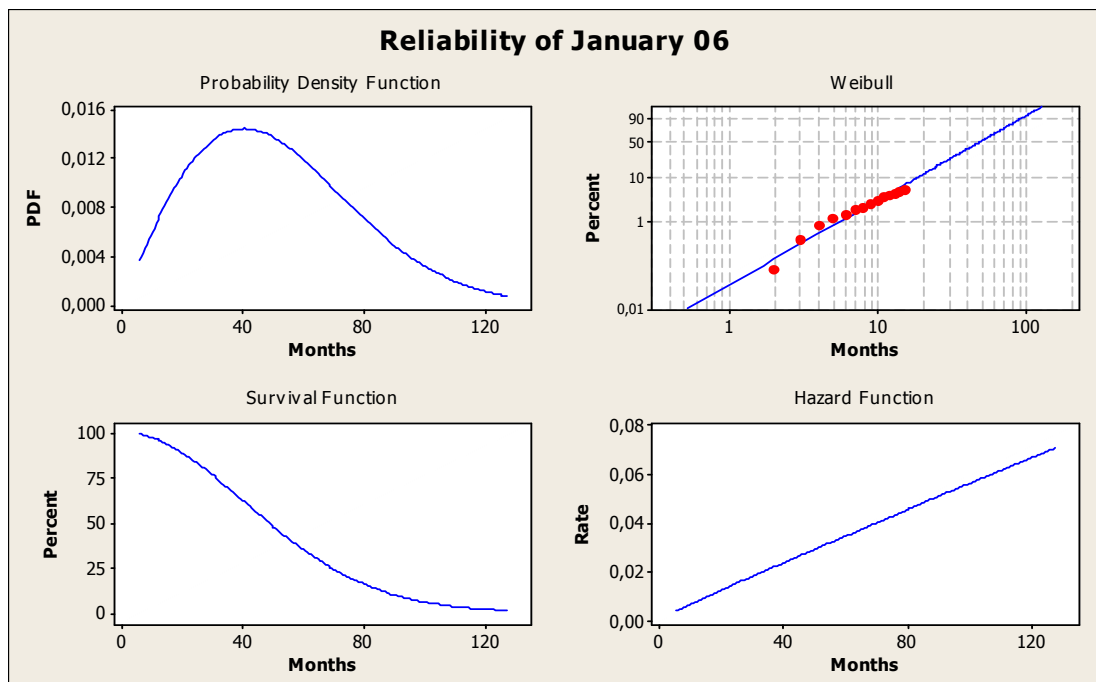 Reliability of January 06
Probability Density Function
0,016
0,012
0,008
0,004
0,000
PDF
0 40 80 120
Months
Weibull
90
50
10
1
0,01
Percent
1 10 100
Months
Survival Function
100
75
50
25
0
Percent
0 40 80 120
Months
Hazard Function
0,08
0,06
0,04
0,02
0,00
Rate
0 40 80 120
Months